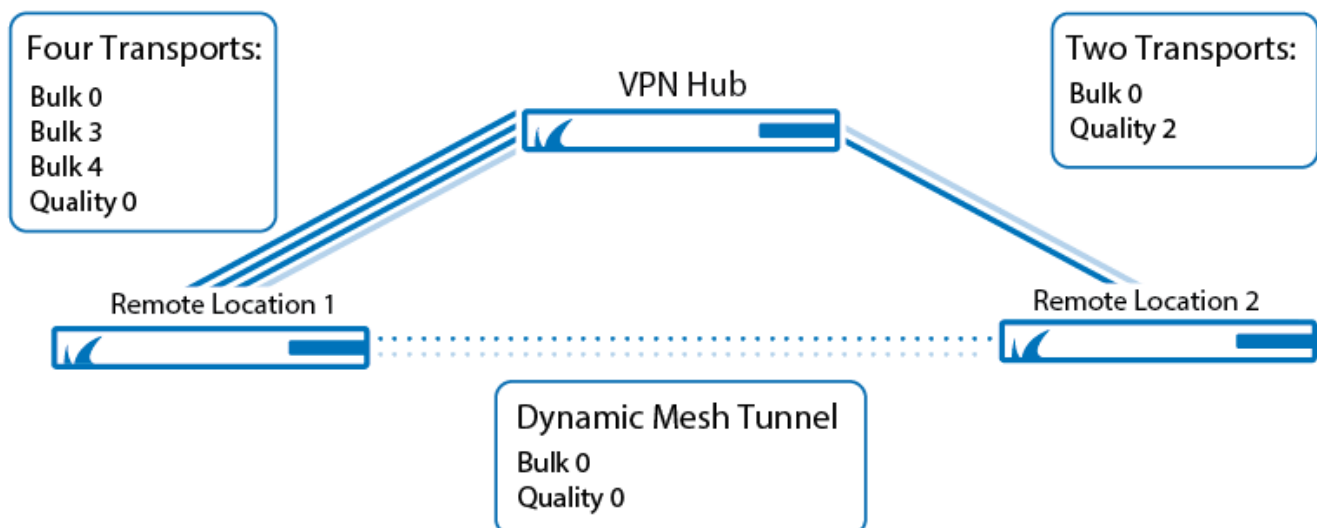 Four Transports:
Bulk 0
Bulk 3
Bulk 4
Quality 0
VPN Hub
Two Transports:
Bulk 0
Quality 2
Remote Location 1
Remote Location 2
Dynamic Mesh Tunnel
Bulk 0
Quality 0